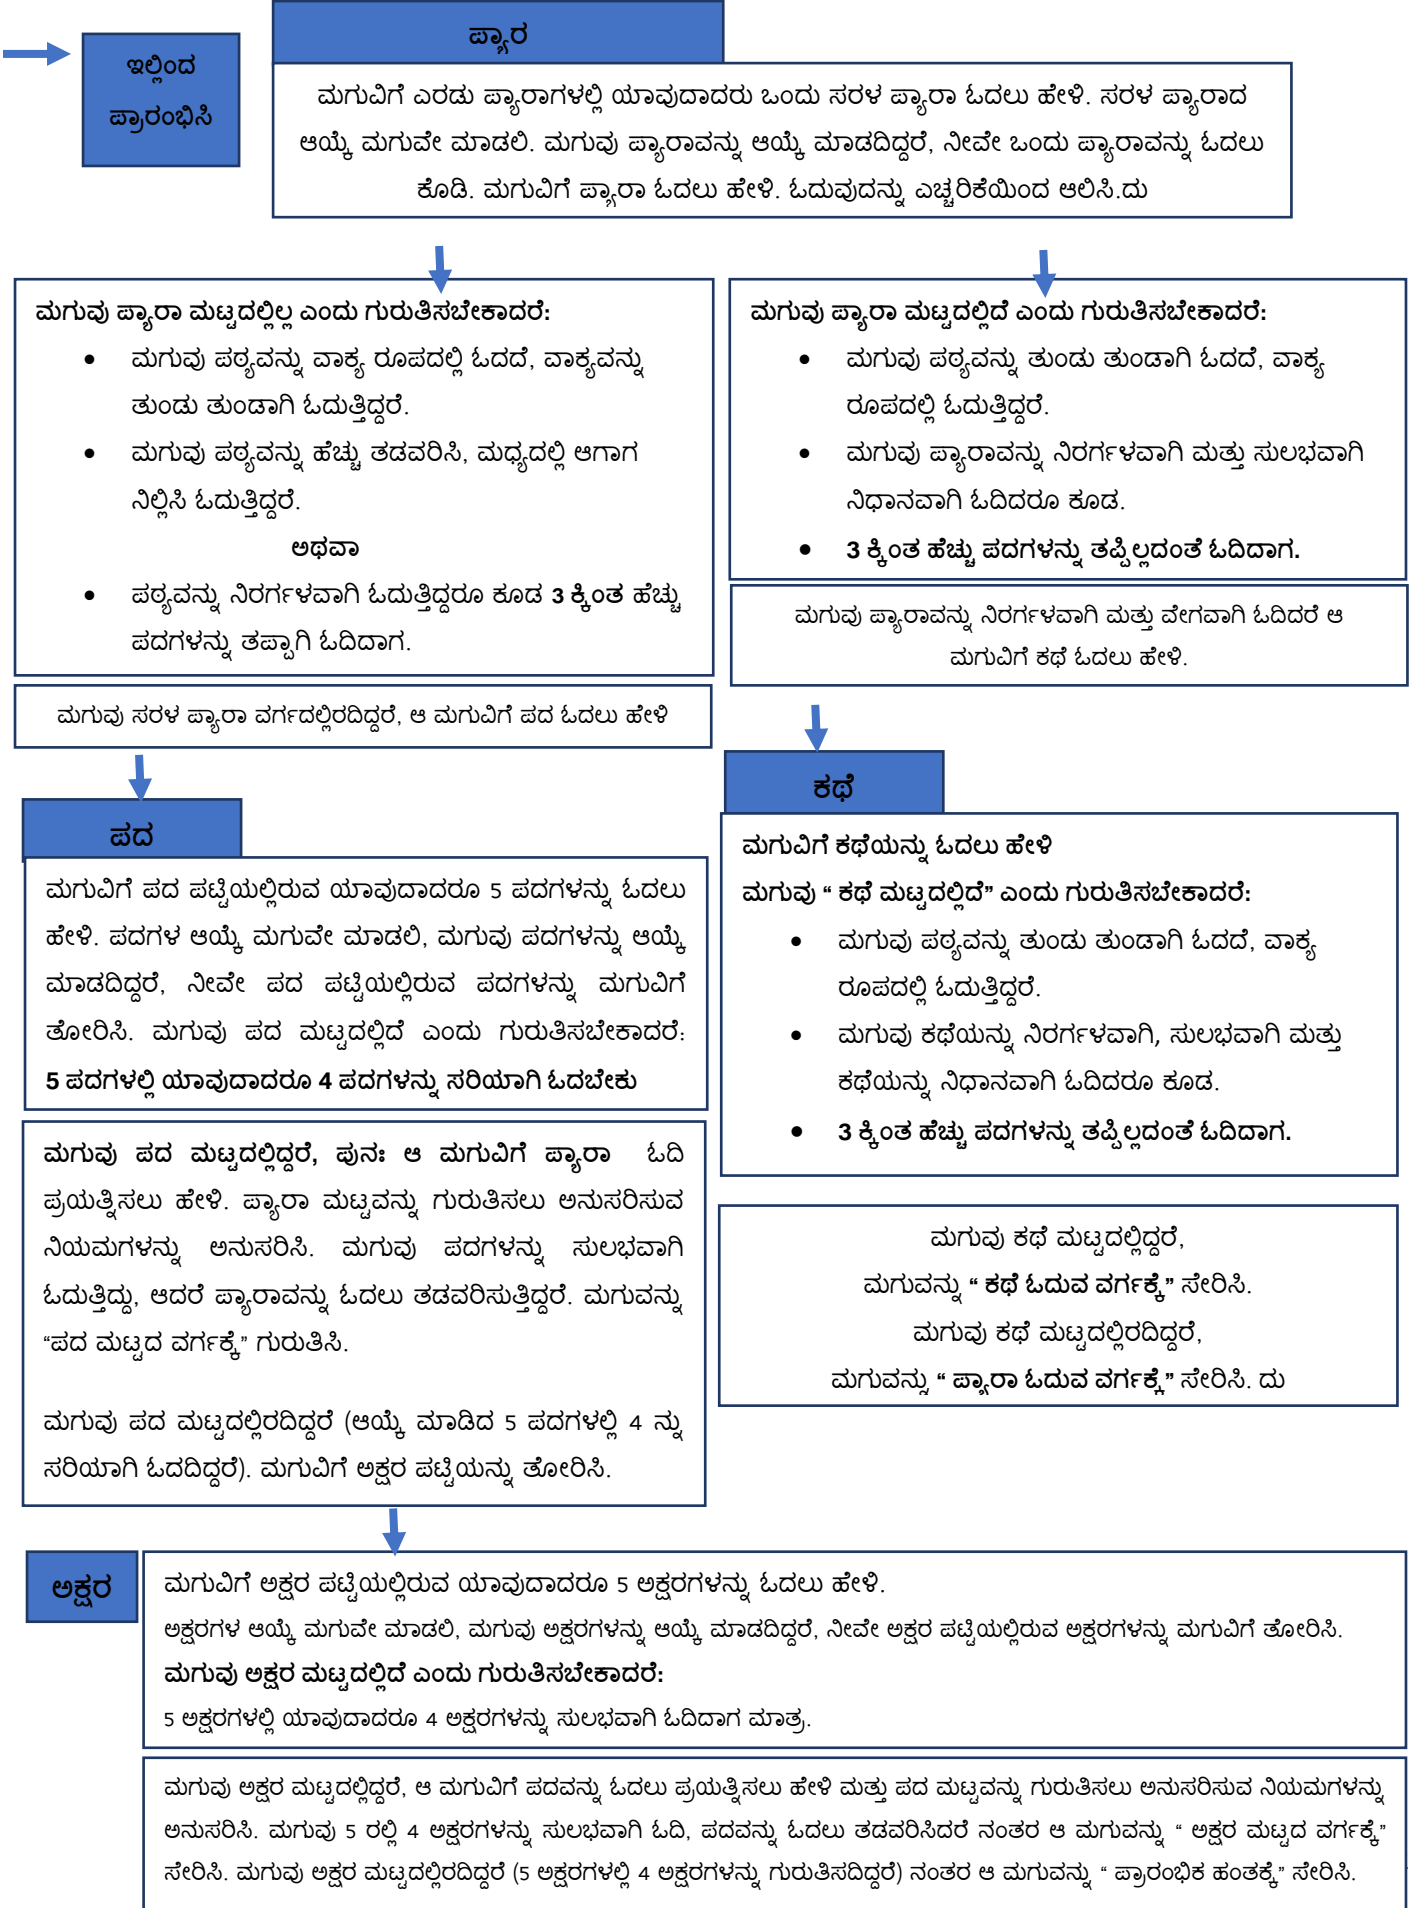 ಇಲ್ಲಿಂದ
ಪ್ರಾರಂಭಿಸಿ
ಪ್ಯಾರ
ಮಗುವಿಗೆ ಎರಡು ಪ್ಯಾರಾಗಳಲ್ಲಿ ಯಾವುದಾದರು ಒಂದು ಸರಳ ಪ್ಯಾರಾ ಓದಲು ಹೇಳಿ. ಸರಳ ಪ್ಯಾರಾದ
ಆಯ್ಕೆ ಮಗುವೇ ಮಾಡಲಿ. ಮಗುವು ಪ್ಯಾರಾವನ್ನು ಆಯ್ಕೆ ಮಾಡದಿದ್ದರೆ, ನೀವೇ ಒಂದು ಪ್ಯಾರಾವನ್ನು ಓದಲು
ಕೊಡಿ. ಮಗುವಿಗೆ ಪ್ಯಾರಾ ಓದಲು ಹೇಳಿ. ಓದುವುದನ್ನು ಎಚ್ಚರಿಕೆಯಿಂದ ಆಲಿಸಿ.ದು
ಮಗುವು ಪ್ಯಾರಾ ಮಟ್ಟದಲ್ಲಿಲ್ಲ ಎಂದು ಗುರುತಿಸಬೇಕಾದರೆ:
• ಮಗುವು ಪಠ್ಯವನ್ನು ವಾಕ್ಯ ರೂಪದಲ್ಲಿ ಓದದೆ, ವಾಕ್ಯವನ್ನು
ತುಂಡು ತುಂಡಾಗಿ ಓದುತ್ತಿದ್ದರೆ.
• ಮಗುವು ಪಠ್ಯವನ್ನು ಹೆಚ್ಚು ತಡವರಿಸಿ, ಮಧ್ಯದಲ್ಲಿ ಆಗಾಗ
ನಿಲ್ಲಿಸಿ ಓದುತ್ತಿದ್ದರೆ.
ಅಥವಾ
• ಪಠ್ಯವನ್ನು ನಿರರ್ಗಳವಾಗಿ ಓದುತ್ತಿದ್ದರೂ ಕೂಡ 3 ಕ್ಕಿಂತ ಹೆಚ್ಚು
ಪದಗಳನ್ನು ತಪ್ಪಾಗಿ ಓದಿದಾಗ.
ಮಗುವು ಸರಳ ಪ್ಯಾರಾ ವರ್ಗದಲ್ಲಿರದಿದ್ದರೆ, ಆ ಮಗುವಿಗೆ ಪದ ಓದಲು ಹೇಳಿ
ಮಗುವು ಪ್ಯಾರಾ ಮಟ್ಟದಲ್ಲಿದೆ ಎಂದು ಗುರುತಿಸಬೇಕಾದರೆ:
• ಮಗುವು ಪಠ್ಯವನ್ನು ತುಂಡು ತುಂಡಾಗಿ ಓದದೆ, ವಾಕ್ಯ
ರೂಪದಲ್ಲಿ ಓದುತ್ತಿದ್ದರೆ.
• ಮಗುವು ಪ್ಯಾರಾವನ್ನು ನಿರರ್ಗಳವಾಗಿ ಮತ್ತು ಸುಲಭವಾಗಿ
ನಿಧಾನವಾಗಿ ಓದಿದರೂ ಕೂಡ.
• 3 ಕ್ಕಿಂತ ಹೆಚ್ಚು ಪದಗಳನ್ನು ತಪ್ಪಿಲ್ಲದಂತೆ ಓದಿದಾಗ.
ಮಗುವು ಪ್ಯಾರಾವನ್ನು ನಿರರ್ಗಳವಾಗಿ ಮತ್ತು ವೇಗವಾಗಿ ಓದಿದರೆ ಆ
ಮಗುವಿಗೆ ಕಥೆ ಓದಲು ಹೇಳಿ.
ಪದ
ಮಗುವಿಗೆ ಪದ ಪಟ್ಟಿಯಲ್ಲಿರುವ ಯಾವುದಾದರೂ 5 ಪದಗಳನ್ನು ಓದಲು
ಹೇಳಿ. ಪದಗಳ ಆಯ್ಕೆ ಮಗುವೇ ಮಾಡಲಿ, ಮಗುವು ಪದಗಳನ್ನು ಆಯ್ಕೆ
ಮಾಡದಿದ್ದರೆ, ನೀವೇ ಪದ ಪಟ್ಟಿಯಲ್ಲಿರುವ ಪದಗಳನ್ನು ಮಗುವಿಗೆ
ತೋರಿಸಿ. ಮಗುವು ಪದ ಮಟ್ಟದಲ್ಲಿದೆ ಎಂದು ಗುರುತಿಸಬೇಕಾದರೆ:
5 ಪದಗಳಲ್ಲಿ ಯಾವುದಾದರೂ 4 ಪದಗಳನ್ನು ಸರಿಯಾಗಿ ಓದಬೇಕು
ಮಗುವು ಪದ ಮಟ್ಟದಲ್ಲಿದ್ದರೆ, ಪುನಃ ಆ ಮಗುವಿಗೆ ಪ್ಯಾರಾ ಓದಿ
ಪ್ರಯತ್ನಿಸಲು ಹೇಳಿ. ಪ್ಯಾರಾ ಮಟ್ಟವನ್ನು ಗುರುತಿಸಲು ಅನುಸರಿಸುವ
ನಿಯಮಗಳನ್ನು ಅನುಸರಿಸಿ. ಮಗುವು ಪದಗಳನ್ನು ಸುಲಭವಾಗಿ
ಓದುತ್ತಿದ್ದು, ಆದರೆ ಪ್ಯಾರಾವನ್ನು ಓದಲು ತಡವರಿಸುತ್ತಿದ್ದರೆ. ಮಗುವನ್ನು
“ಪದ ಮಟ್ಟದ ವರ್ಗಕ್ಕೆ” ಗುರುತಿಸಿ.
ಮಗುವು ಪದ ಮಟ್ಟದಲ್ಲಿರದಿದ್ದರೆ (ಆಯ್ಕೆ ಮಾಡಿದ 5 ಪದಗಳಲ್ಲಿ 4 ನ್ನು
ಸರಿಯಾಗಿ ಓದದಿದ್ದರೆ). ಮಗುವಿಗೆ ಅಕ್ಷರ ಪಟ್ಟಿಯನ್ನು ತೋರಿಸಿ.
ಕಥೆ
ಮಗುವಿಗೆ ಕಥೆಯನ್ನು ಓದಲು ಹೇಳಿ
ಮಗುವು “ ಕಥೆ ಮಟ್ಟದಲ್ಲಿದೆ” ಎಂದು ಗುರುತಿಸಬೇಕಾದರೆ:
• ಮಗುವು ಪಠ್ಯವನ್ನು ತುಂಡು ತುಂಡಾಗಿ ಓದದೆ, ವಾಕ್ಯ
ರೂಪದಲ್ಲಿ ಓದುತ್ತಿದ್ದರೆ.
• ಮಗುವು ಕಥೆಯನ್ನು ನಿರರ್ಗಳವಾಗಿ, ಸುಲಭವಾಗಿ ಮತ್ತು
ಕಥೆಯನ್ನು ನಿಧಾನವಾಗಿ ಓದಿದರೂ ಕೂಡ.
• 3 ಕ್ಕಿಂತ ಹೆಚ್ಚು ಪದಗಳನ್ನು ತಪ್ಪಿಲ್ಲದಂತೆ ಓದಿದಾಗ.
ಮಗುವು ಕಥೆ ಮಟ್ಟದಲ್ಲಿದ್ದರೆ,
ಮಗುವನ್ನು “ ಕಥೆ ಓದುವ ವರ್ಗಕ್ಕೆ” ಸೇರಿಸಿ.
ಮಗುವು ಕಥೆ ಮಟ್ಟದಲ್ಲಿರದಿದ್ದರೆ,
ಮಗುವನ್ನು “ ಪ್ಯಾರಾ ಓದುವ ವರ್ಗಕ್ಕೆ” ಸೇರಿಸಿ. ದು
ಅಕ್ಷರ
ಮಗುವಿಗೆ ಅಕ್ಷರ ಪಟ್ಟಿಯಲ್ಲಿರುವ ಯಾವುದಾದರೂ 5 ಅಕ್ಷರಗಳನ್ನು ಓದಲು ಹೇಳಿ.
ಅಕ್ಷರಗಳ ಆಯ್ಕೆ ಮಗುವೇ ಮಾಡಲಿ, ಮಗುವು ಅಕ್ಷರಗಳನ್ನು ಆಯ್ಕೆ ಮಾಡದಿದ್ದರೆ, ನೀವೇ ಅಕ್ಷರ ಪಟ್ಟಿಯಲ್ಲಿರುವ ಅಕ್ಷರಗಳನ್ನು ಮಗುವಿಗೆ ತೋರಿಸಿ.
ಮಗುವು ಅಕ್ಷರ ಮಟ್ಟದಲ್ಲಿದೆ ಎಂದು ಗುರುತಿಸಬೇಕಾದರೆ:
5 ಅಕ್ಷರಗಳಲ್ಲಿ ಯಾವುದಾದರೂ 4 ಅಕ್ಷರಗಳನ್ನು ಸುಲಭವಾಗಿ ಓದಿದಾಗ ಮಾತ್ರ.
ಮಗುವು ಅಕ್ಷರ ಮಟ್ಟದಲ್ಲಿದ್ದರೆ, ಆ ಮಗುವಿಗೆ ಪದವನ್ನು ಓದಲು ಪ್ರಯತ್ನಿಸಲು ಹೇಳಿ ಮತ್ತು ಪದ ಮಟ್ಟವನ್ನು ಗುರುತಿಸಲು ಅನುಸರಿಸುವ ನಿಯಮಗಳನ್ನು
ಅನುಸರಿಸಿ. ಮಗುವು 5 ರಲ್ಲಿ 4 ಅಕ್ಷರಗಳನ್ನು ಸುಲಭವಾಗಿ ಓದಿ, ಪದವನ್ನು ಓದಲು ತಡವರಿಸಿದರೆ ನಂತರ ಆ ಮಗುವನ್ನು “ ಅಕ್ಷರ ಮಟ್ಟದ ವರ್ಗಕ್ಕೆ”
ಸೇರಿಸಿ. ಮಗುವು ಅಕ್ಷರ ಮಟ್ಟದಲ್ಲಿರದಿದ್ದರೆ (5 ಅಕ್ಷರಗಳಲ್ಲಿ 4 ಅಕ್ಷರಗಳನ್ನು ಗುರುತಿಸದಿದ್ದರೆ) ನಂತರ ಆ ಮಗುವನ್ನು “ ಪ್ರಾರಂಭಿಕ ಹಂತಕ್ಕೆ” ಸೇರಿಸಿ.